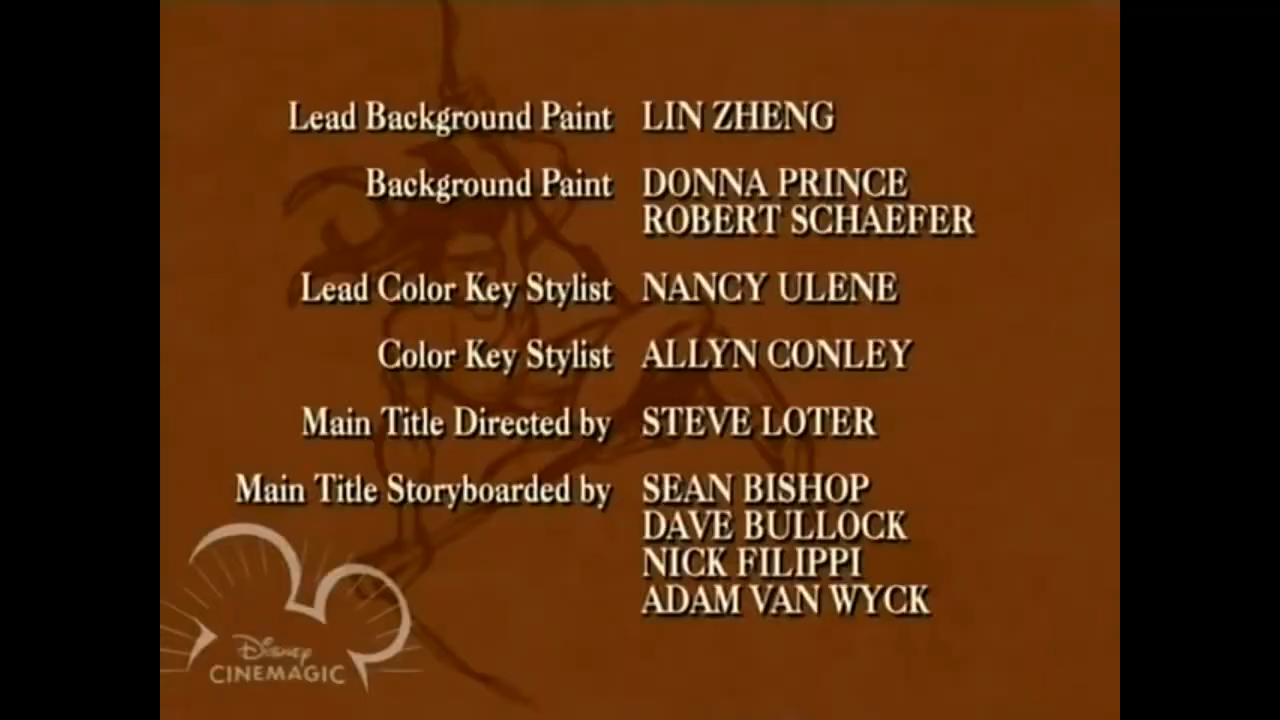 Lead Background Paint LIN ZHENG
Background Paint DONNA PRINCE
ROBERT SCHAEFER
Lead Color Key Stylist NANCY ULENE
Color Key Stylist ALLYN CONLEY
Main Title Directed by STEVE LOTER
Main Title Storyboarded by SEAN BISHOP
DAVE BULLOCK
NICK FILIPPI
ADAM VAN WYCK
DISNEY
CINEMAGIC